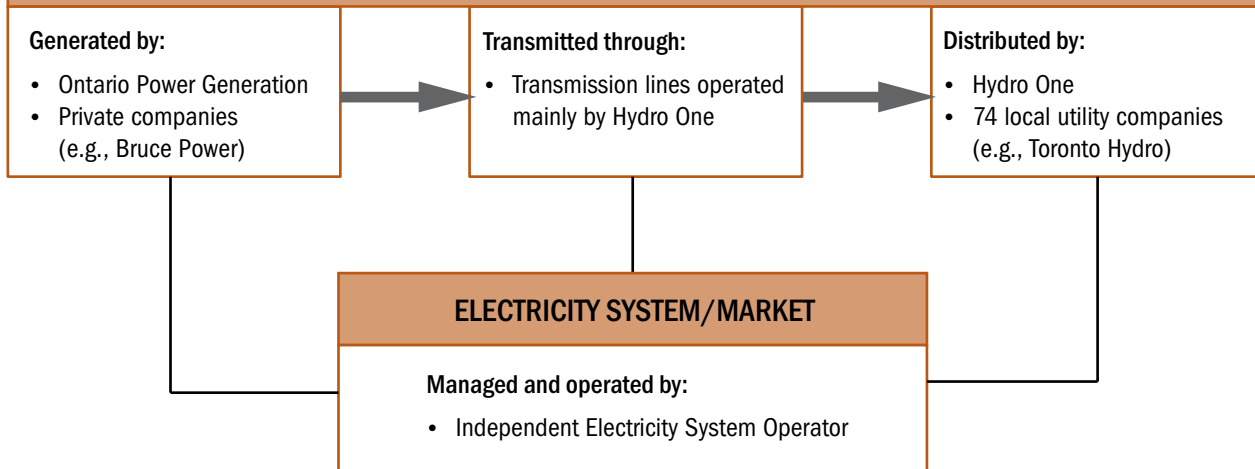 Generated by:
• Ontario Power Generation
• Private companies
(e.g., Bruce Power)
Transmitted through:
• Transmission lines operated
mainly by Hydro One
Distributed by:
• Hydro One
• 74 local utility companies
(e.g., Toronto Hydro)
ELECTRICITY SYSTEM/MARKET
Managed and operated by:
• Independent Electricity System Operator